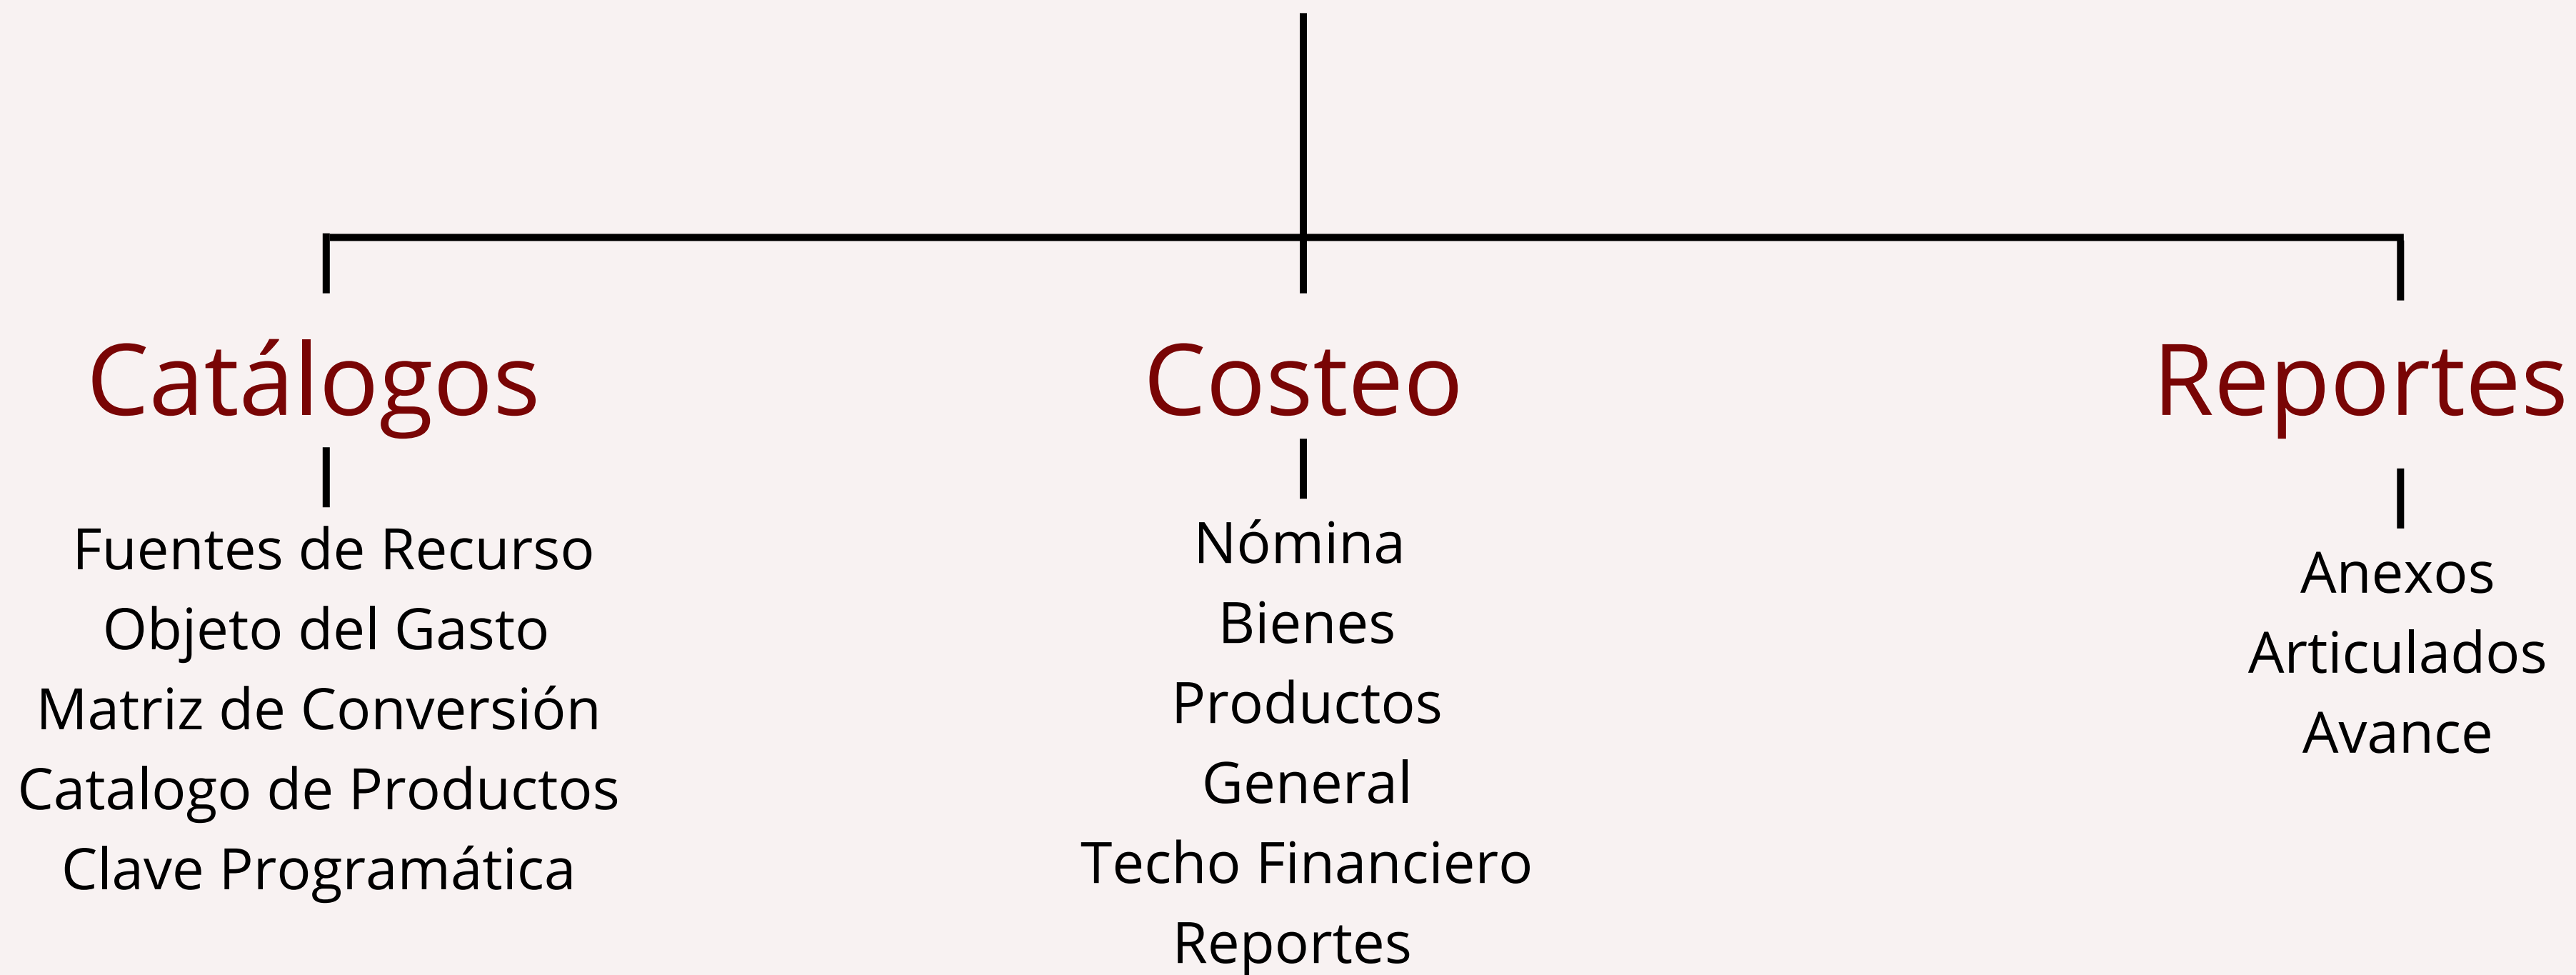 Catálogos
Fuentes de Recurso
Objeto del Gasto
Matriz de Conversión
Catalogo de Productos
Clave Programática
Costeo
Nómina
Bienes
Productos
General
Techo Financiero
Reportes
Reportes
Anexos
Articulados
Avance